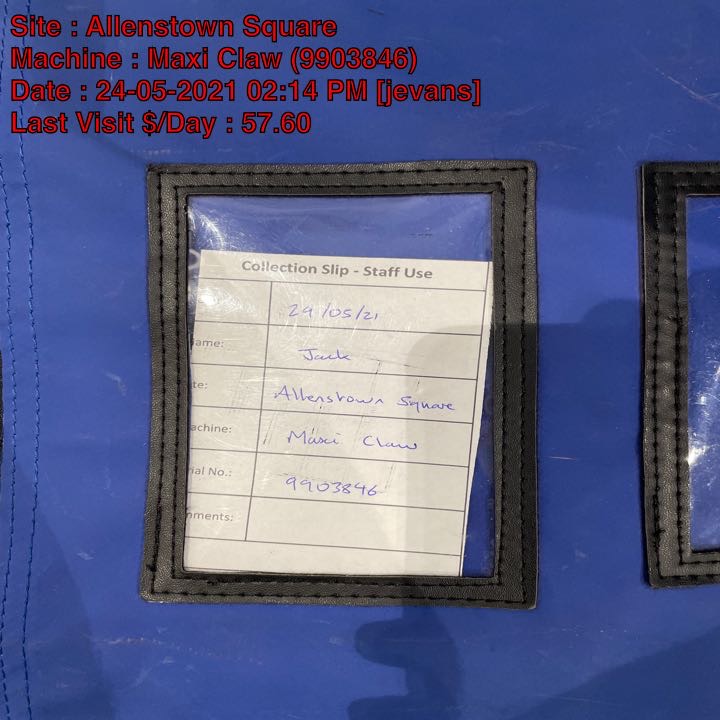 Site : Allenstown Square
Machine : Maxi Claw (9903846)
Date : 24-05-2021 02:14 PM [jevans]
Last Visit $/Day : 57.60
Collection Slip - Staff Use
24/05/21
ame: Jack
te: Allenstown Square
achine: Maxi Claw
ial No.: 9903846
nments: